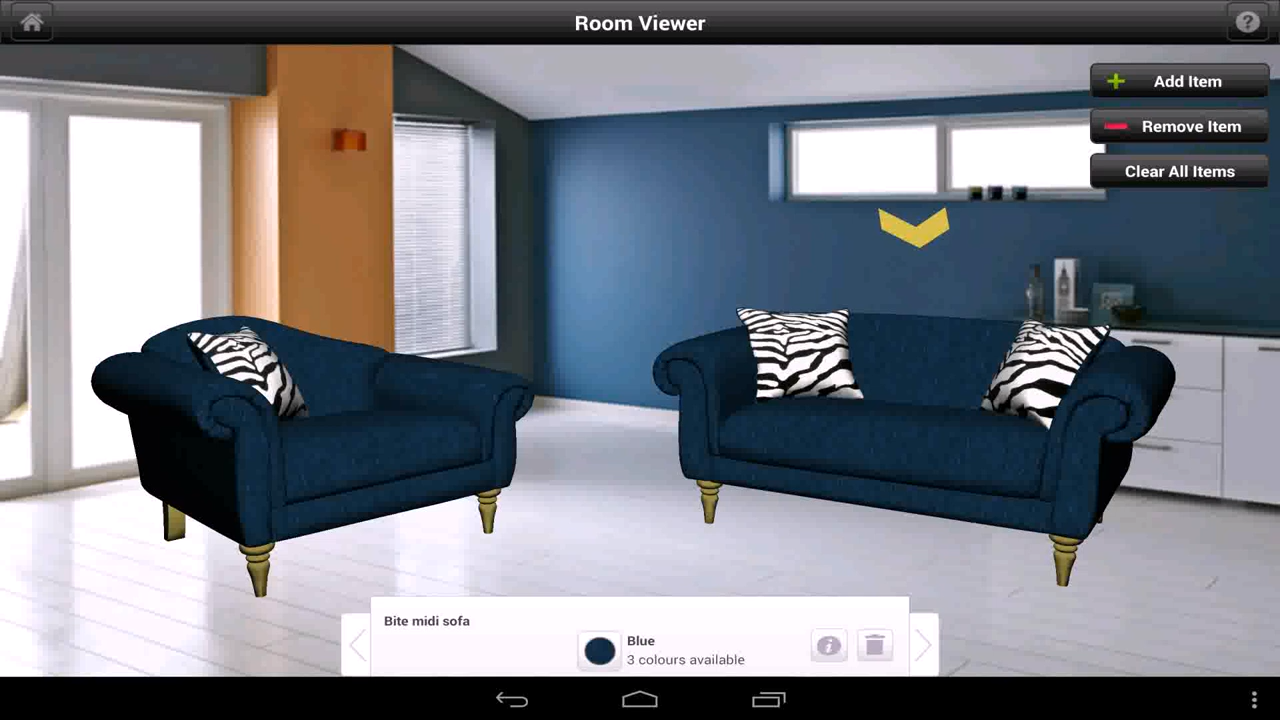 Room Viewer
?
Add Item
Remove Item
Clear All Items
Bite midi sofa
Blue
3 colours available
i